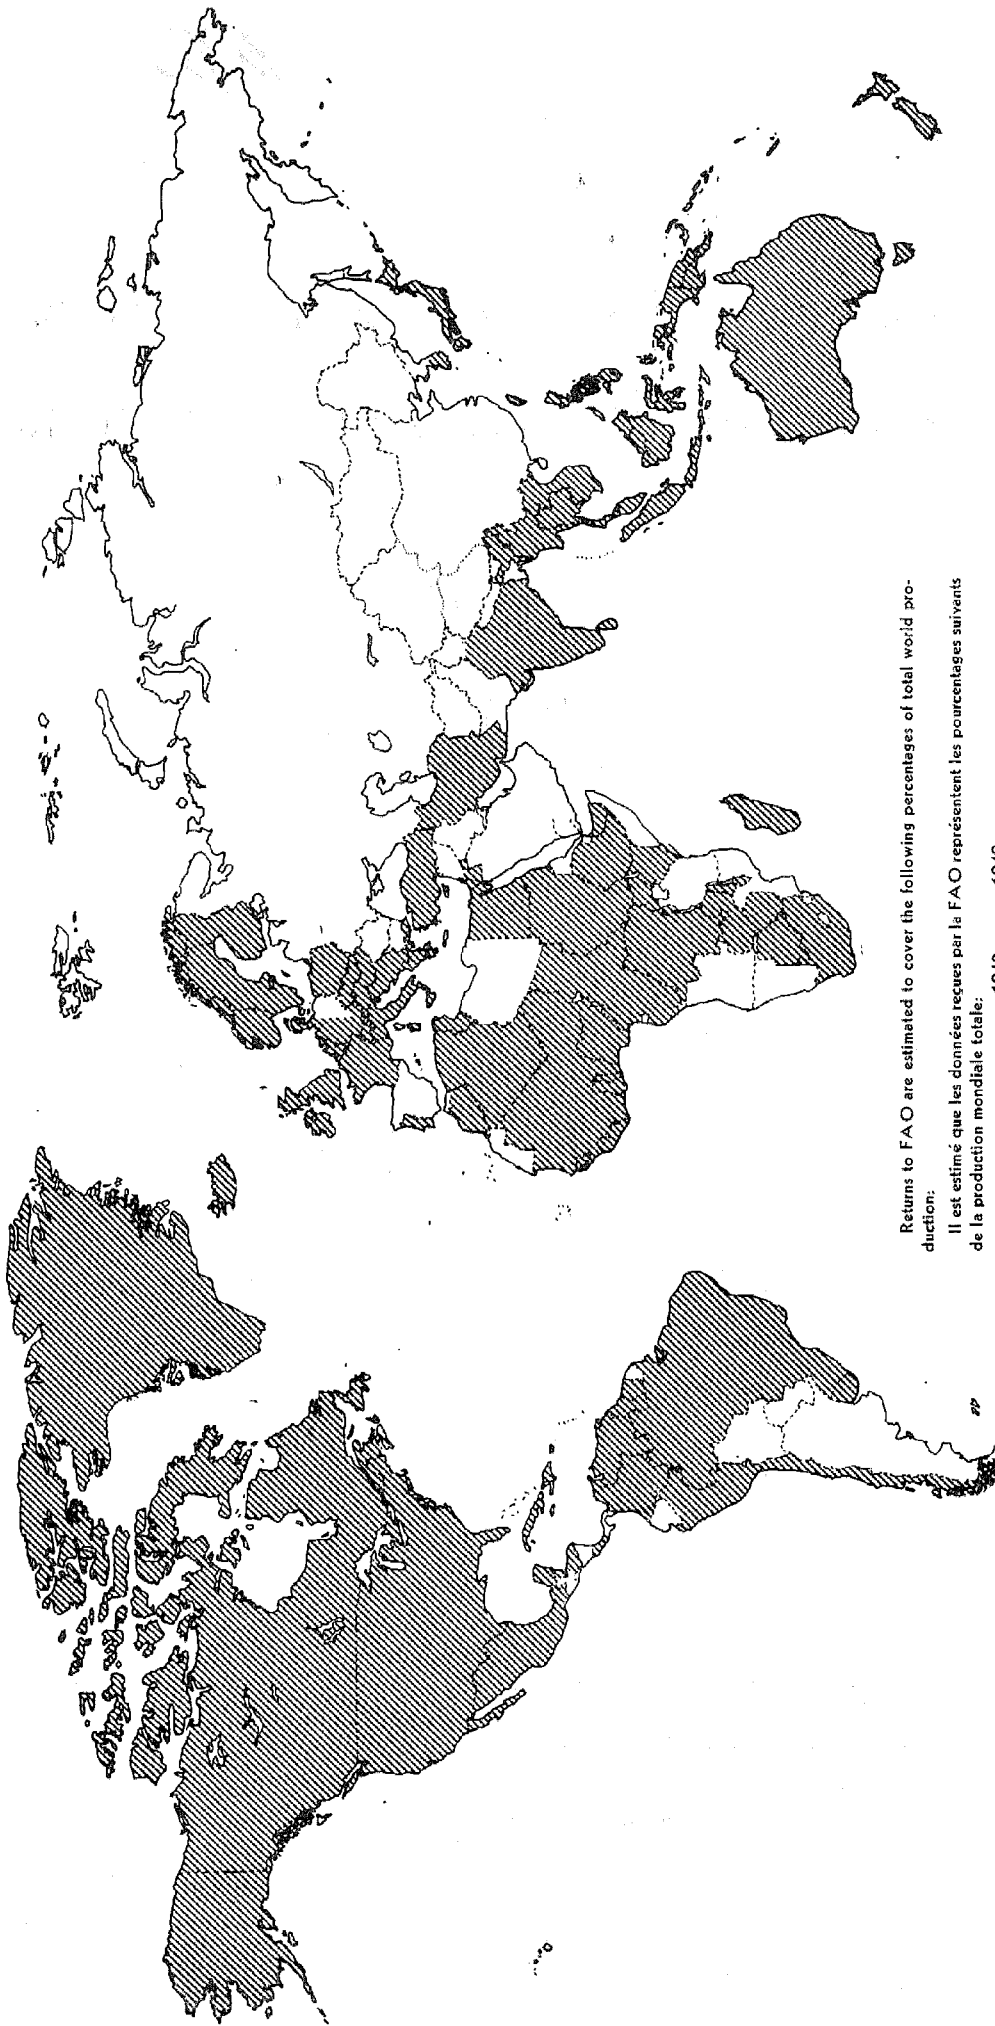 Returns to FAO are estimated to cover the following percentages of total world pro-
duction:
Il est estimé que les données reçues par la FAO représentent les pourcentages suivants
de la production mondiale totale: